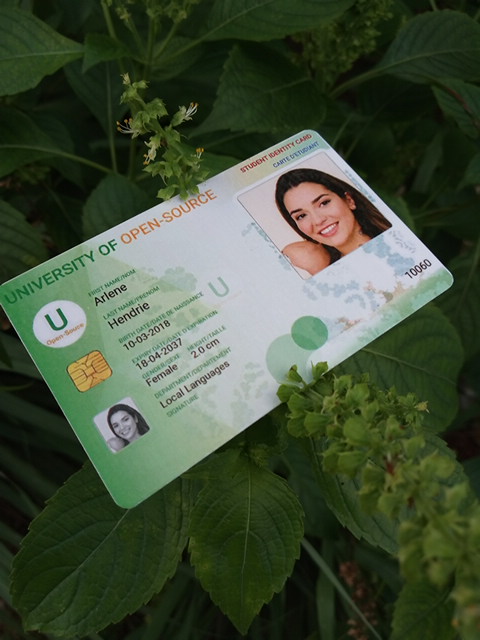 STUDENT IDENTITY CARD
CARTE D'ETUDIANT
UNIVERSITY OF OPEN-SOURCE
U
Open-Source
FIRST NAME/NOM
Arlene
LAST NAME/PRENOM
Hendrie
BIRTH DATE/DATE DE NAISSANCE
10-03-2018
EXPIRY DATE/DATE D'EXPIRATION
18-04-2037
GENDER/SEXE HEIGHT/TAILLE
Female 2.0 cm
DEPARTMENT/DEPARTEMENT
Local Languages
SIGNATURE
U
10060